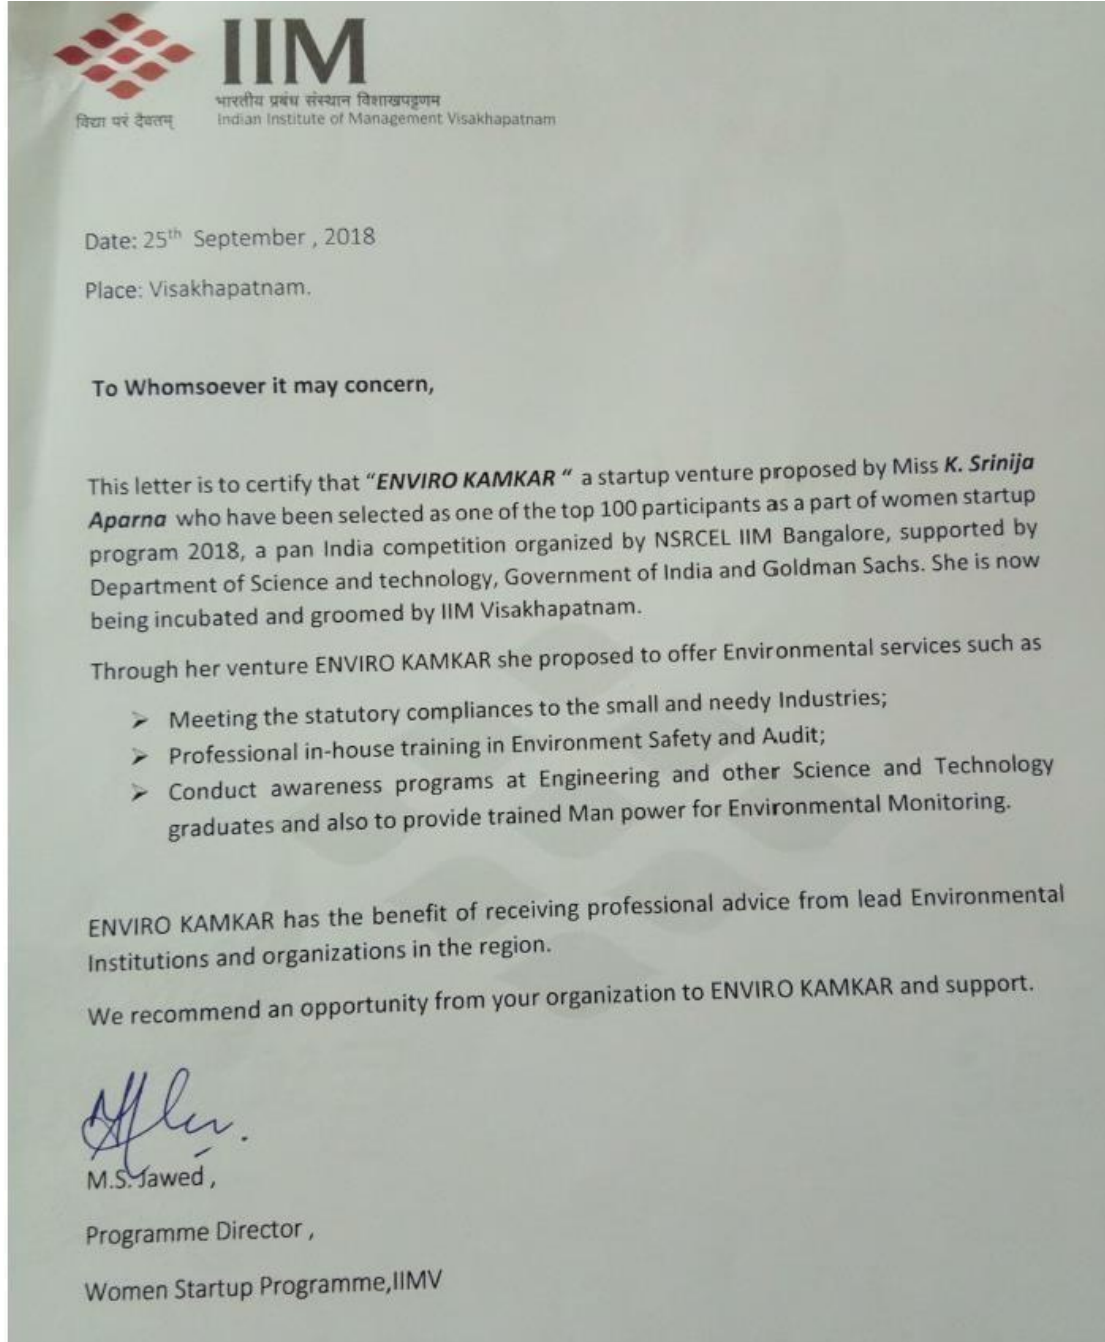 IIM
भारतीय प्रबंध संस्थान विशाखपट्टणम
विद्या परं दैवतम्
Indian Institute of Management Visakhapatnam
Date: 25th September , 2018
Place: Visakhapatnam.
To Whomsoever it may concern,
This letter is to certify that “ENVIRO KAMKAR “ a startup venture proposed by Miss K. Srinija
Aparna who have been selected as one of the top 100 participants as a part of women startup
program 2018, a pan India competition organized by NSRCEL IIM Bangalore, supported by
Department of Science and technology, Government of India and Goldman Sachs. She is now
being incubated and groomed by IIM Visakhapatnam.
Through her venture ENVIRO KAMKAR she proposed to offer Environmental services such as
➢ Meeting the statutory compliances to the small and needy Industries;
➢ Professional in-house training in Environment Safety and Audit;
➢ Conduct awareness programs at Engineering and other Science and Technology
graduates and also to provide trained Man power for Environmental Monitoring.
ENVIRO KAMKAR has the benefit of receiving professional advice from lead Environmental
Institutions and organizations in the region.
We recommend an opportunity from your organization to ENVIRO KAMKAR and support.
M.S.Jawed ,
Programme Director ,
Women Startup Programme,IIMV